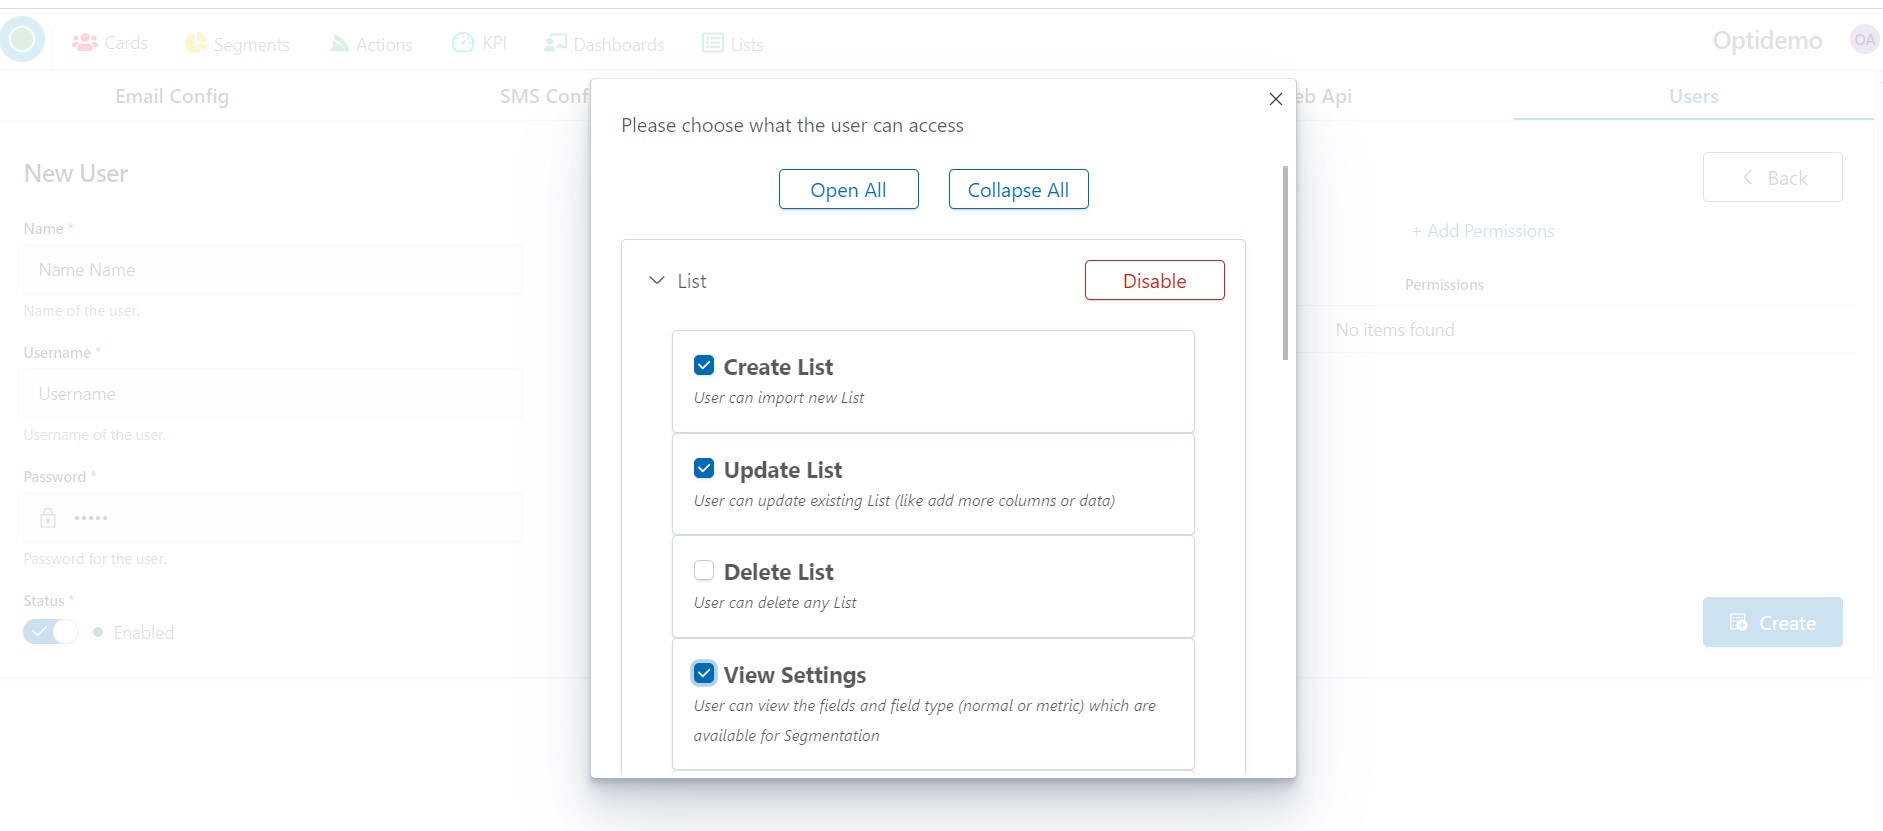 Cards
Segments
Actions
KPI
Dashboards
Lists
Optidemo
OA
Email Config
SMS Conf
eb Api
Users
Please choose what the user can access
Open All
Collapse All
List
Disable
Create List
User can import new List
Update List
User can update existing List (like add more columns or data)
Delete List
User can delete any List
View Settings
User can view the fields and field type (normal or metric) which are
available for Segmentation
New User
Name *
Name Name
Name of the user.
Username *
Username
Username of the user.
Password *
•••••
Password for the user.
Status *
Enabled
Back
+ Add Permissions
Permissions
No items found
Create